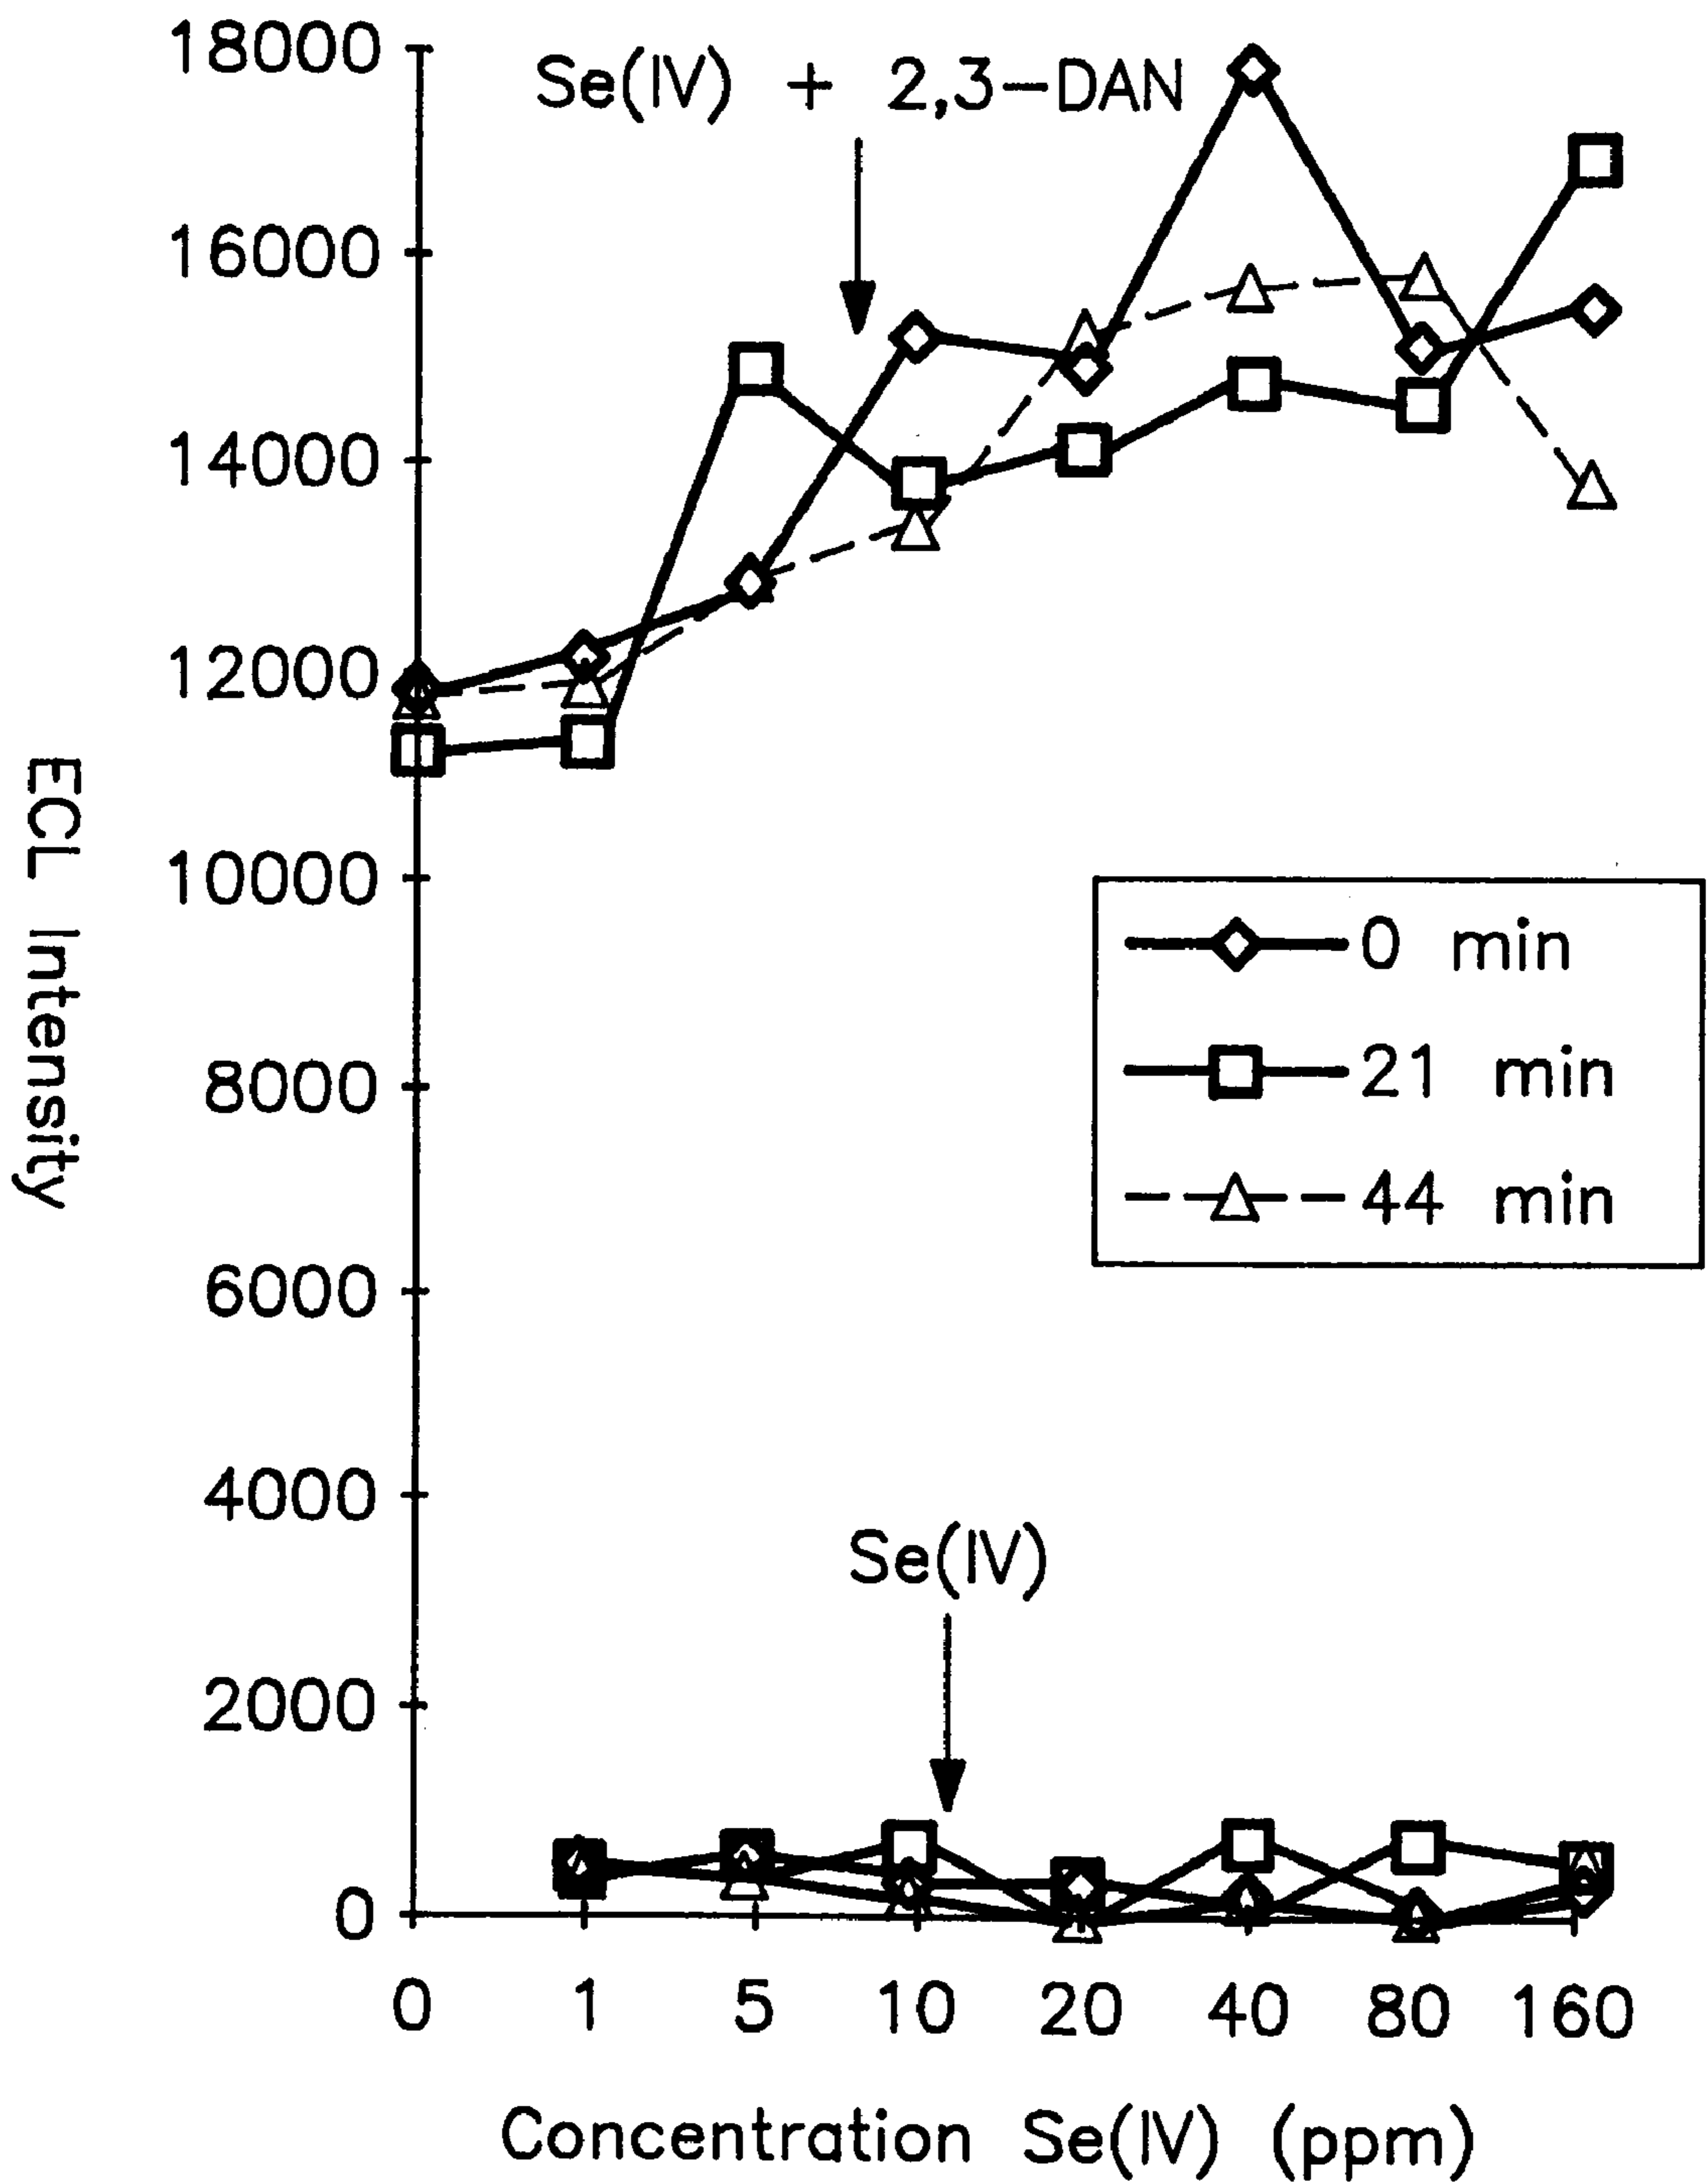 18000
Se(IV) + 2,3-DAN
16000
14000
12000
10000
8000
6000
4000
2000
0
ECL Intensity
0 min
21 min
44 min
Se(IV)
0 1 5 10 20 40 80 160
Concentration Se(IV) (ppm)